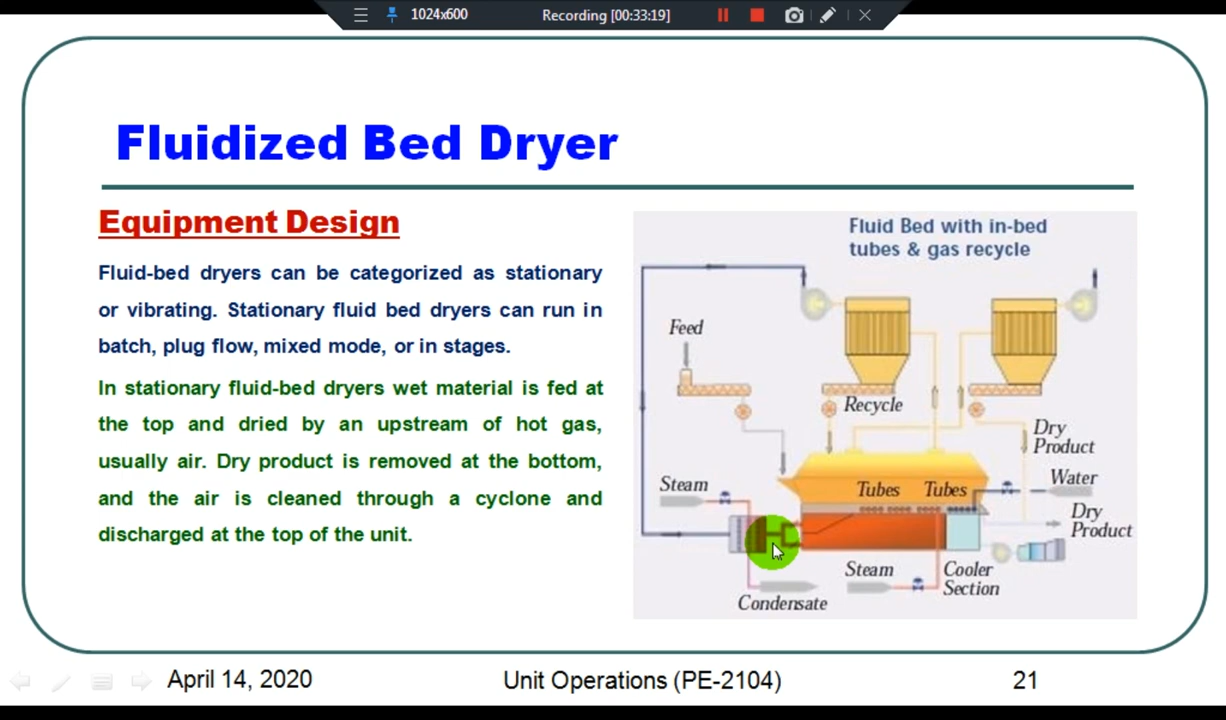 1024x600
Recording [00:33:19]
Fluidized Bed Dryer
Equipment Design
Fluid-bed dryers can be categorized as stationary
or vibrating. Stationary fluid bed dryers can run in
batch, plug flow, mixed mode, or in stages.
In stationary fluid-bed dryers wet material is fed at
the top and dried by an upstream of hot gas,
usually air. Dry product is removed at the bottom,
and the air is cleaned through a cyclone and
discharged at the top of the unit.
Fluid Bed with in-bed
tubes & gas recycle
Feed
Recycle
Dry
Product
Steam
Tubes
Tubes
Water
Dry
Product
Steam
Cooler
Section
Condensate
April 14, 2020
Unit Operations (PE-2104)
21